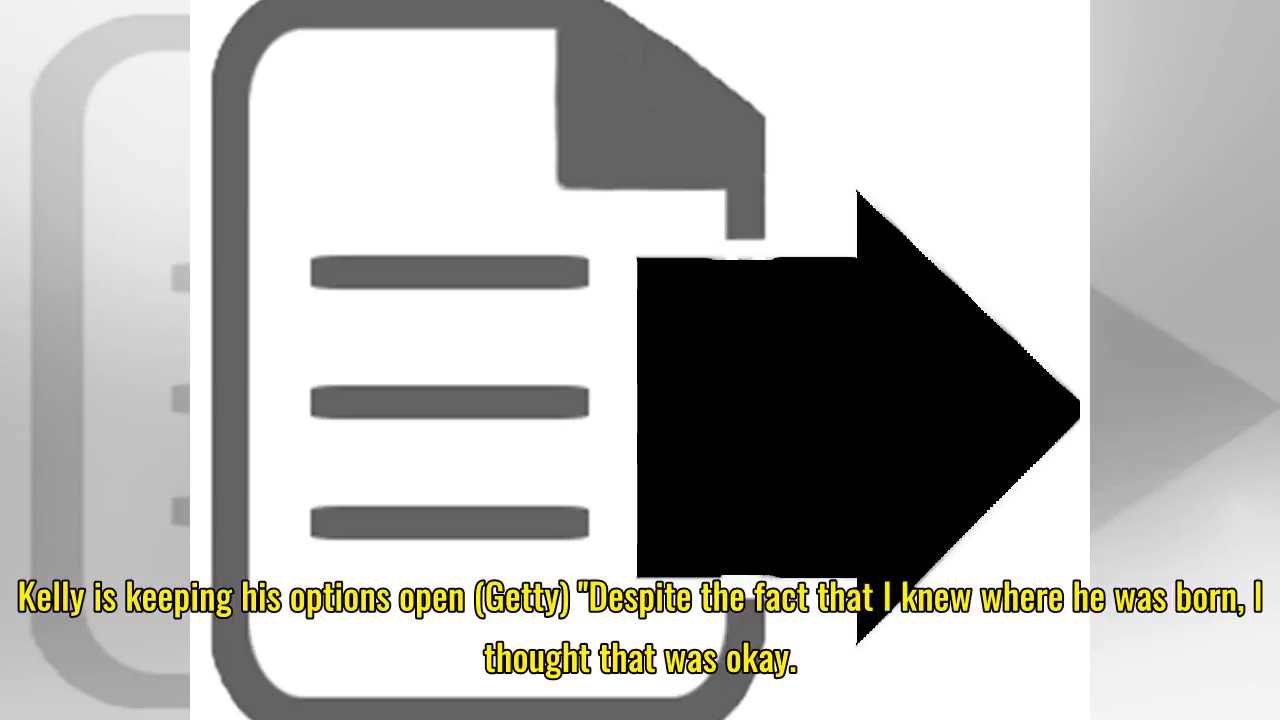 Kelly is keeping his options open (Getty) "Despite the fact that I knew where he was born, I
thought that was okay.